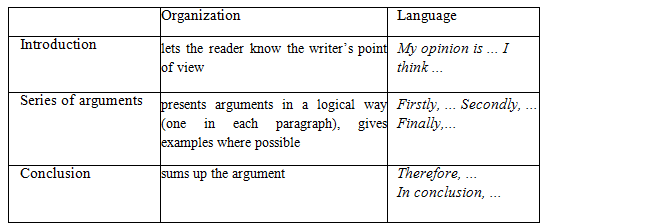 Organization Language
Introduction lets the reader know the writer's point My opinion is ... I
of view think ...
Series of arguments presents arguments in a logical way Firstly, ... Secondly, ...
(one in each paragraph), gives Finally,...
examples where possible
Conclusion sums up the argument Therefore, ...
In conclusion, ...